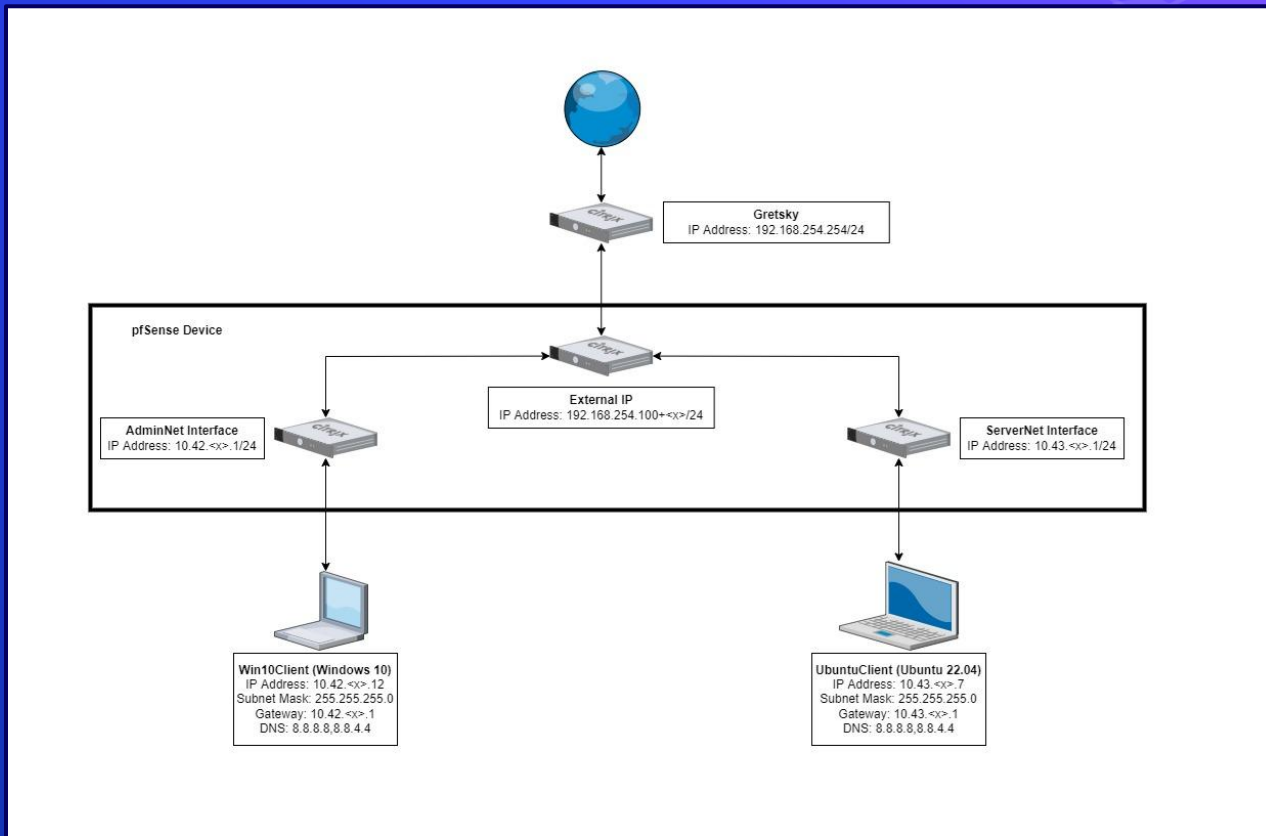 Gretsky
IP Address: 192.168.254.254/24
pfSense Device
citrix
External IP
IP Address: 192.168.254.100+<x>/24
AdminNet Interface
IP Address: 10.42.<x>.1/24
citrix
citrix
ServerNet Interface
IP Address: 10.43.<x>.1/24
citrix
Win10Client (Windows 10)
IP Address: 10.42.<x>.12
Subnet Mask: 255.255.255.0
Gateway: 10.42.<x>.1
DNS: 8.8.8.8,8.8.4.4
UbuntuClient (Ubuntu 22.04)
IP Address: 10.43.<x>.7
Subnet Mask: 255.255.255.0
Gateway: 10.43.<x>.1
DNS: 8.8.8.8,8.8.4.4